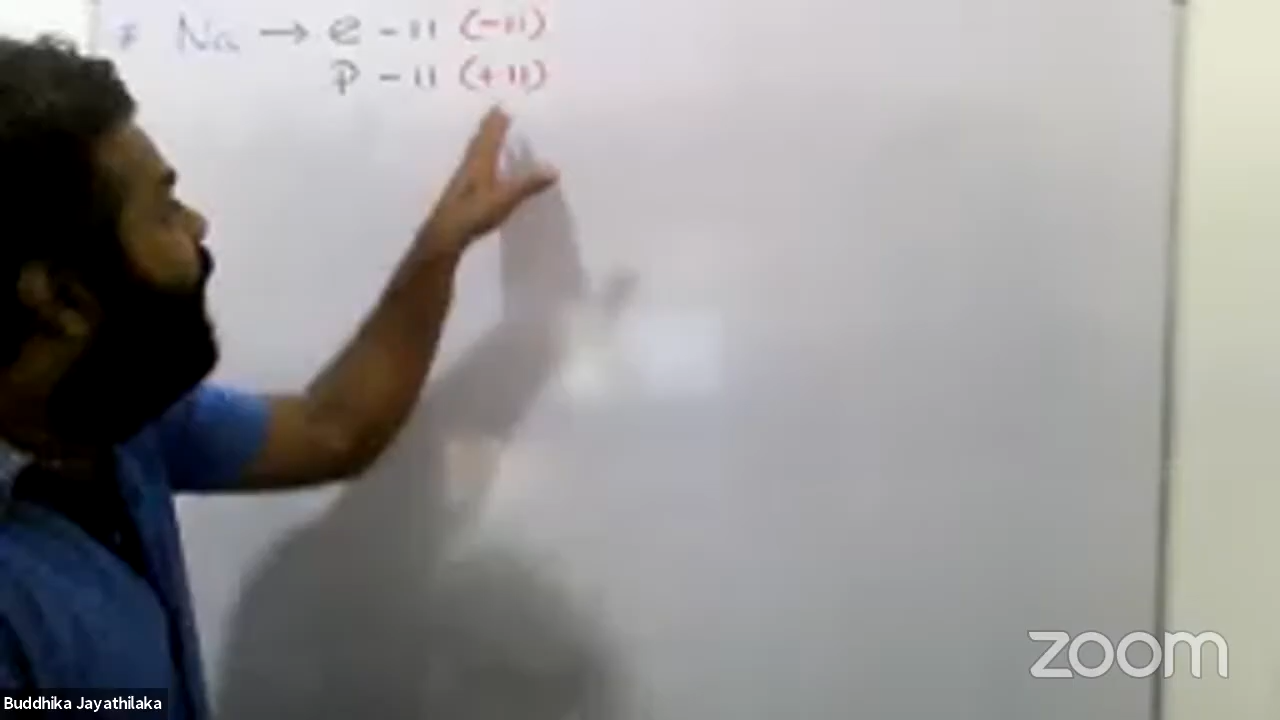 * Na → e - 11 (-11)
P - 11 (+11)
zoom
Buddhika Jayathilaka